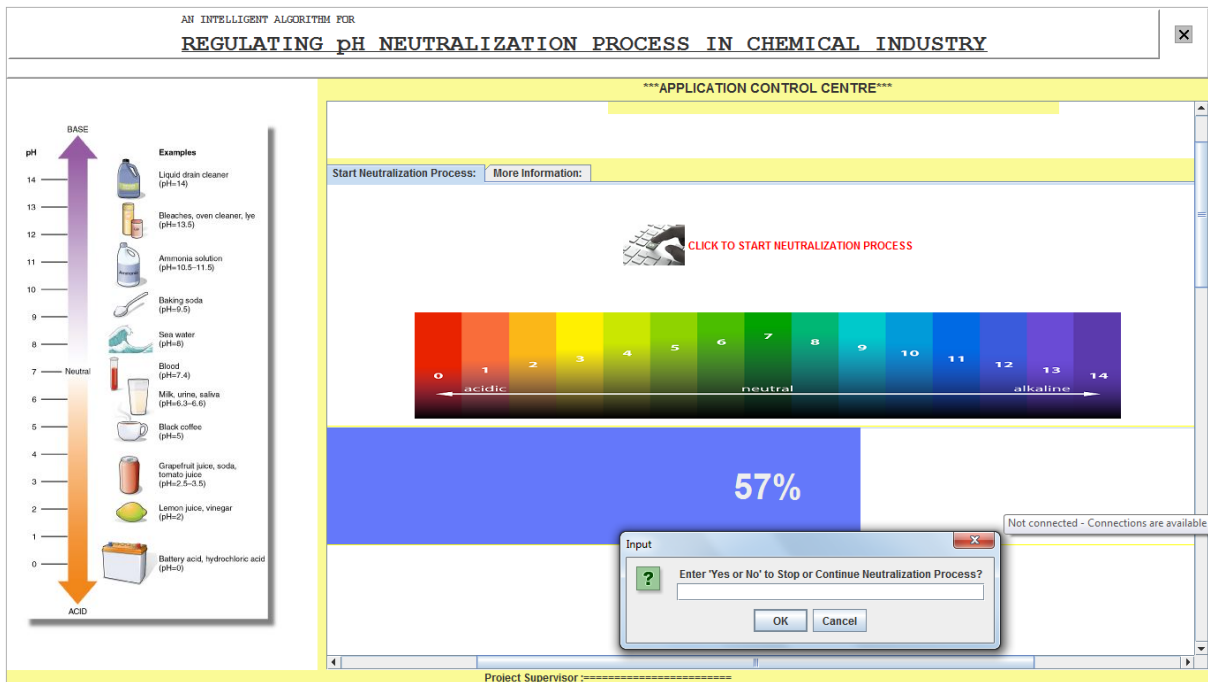 AN INTELLIGENT ALGORITHM FOR
REGULATING pH NEUTRALIZATION PROCESS IN CHEMICAL INDUSTRY
***APPLICATION CONTROL CENTRE***
BASE
pH
Examples
14
Liquid drain cleaner
(pH=14)
13
Bleaches, oven cleaner, lye
(pH=13.5)
12
11
Ammonia solution
(pH=10.5–11.5)
Ammonia
10
Baking soda
(pH=9.5)
9
Sea water
(pH=8)
8
Blood
(pH=7.4)
7
Neutral
Milk, urine, saliva
(pH=6.3–6.6)
6
5
Black coffee
(pH=5)
4
Grapefruit juice, soda,
tomato juice
(pH=2.5–3.5)
3
2
Lemon juice, vinegar
(pH=2)
1
0
Battery acid, hydrochloric acid
(pH=0)
ACID
Start Neutralization Process:
More Information:
CLICK TO START NEUTRALIZATION PROCESS
0 1 2 3 4 5 6 7 8 9 10 11 12 13 14
acidic neutral alkaline
57%
Not connected - Connections are available
Input
Enter 'Yes or No' to Stop or Continue Neutralization Process?
OK
Cancel
Project Supervisor :=========================